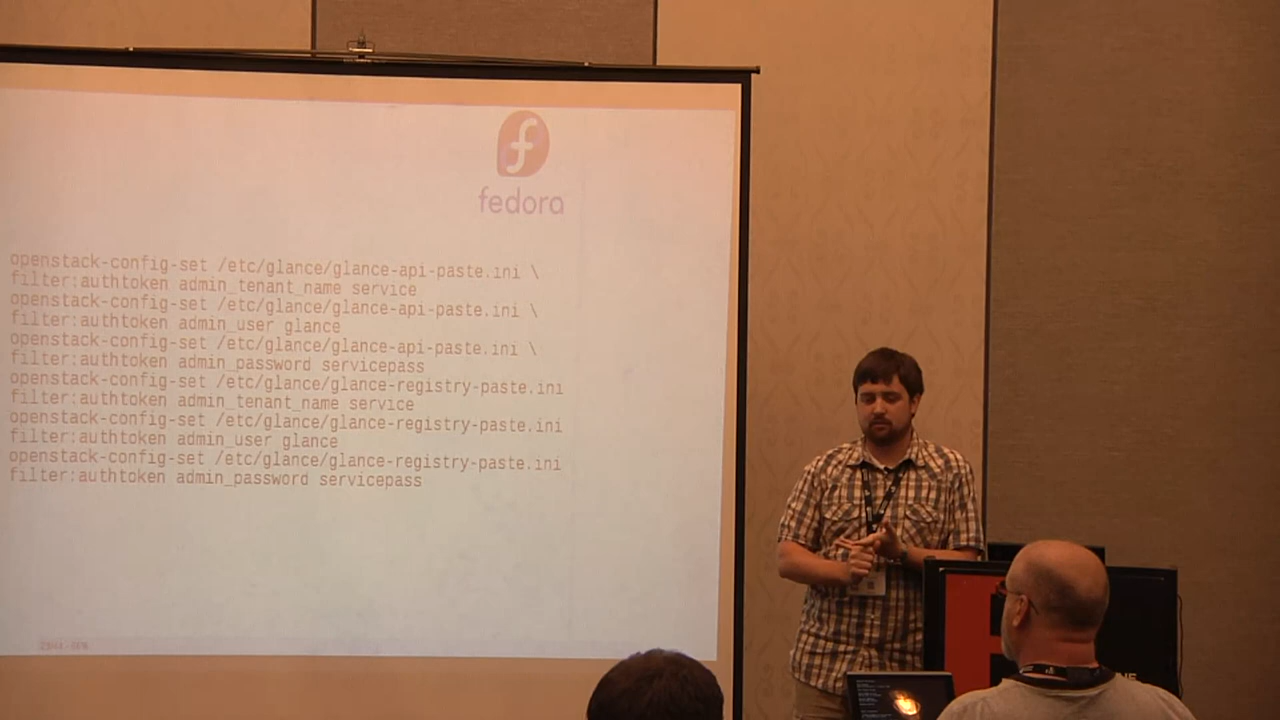 fedora
openstack-config-set /etc/glance/glance-api-paste.ini \
filter:authtoken admin_tenant_name service
openstack-config-set /etc/glance/glance-api-paste.ini \
filter:authtoken admin_user glance
openstack-config-set /etc/glance/glance-api-paste.ini \
filter:authtoken admin_password servicepass
openstack-config-set /etc/glance/glance-registry-paste.ini
filter:authtoken admin_tenant_name service
openstack-config-set /etc/glance/glance-registry-paste.ini
filter:authtoken admin_user glance
openstack-config-set /etc/glance/glance-registry-paste.ini
filter:authtoken admin_password servicepass